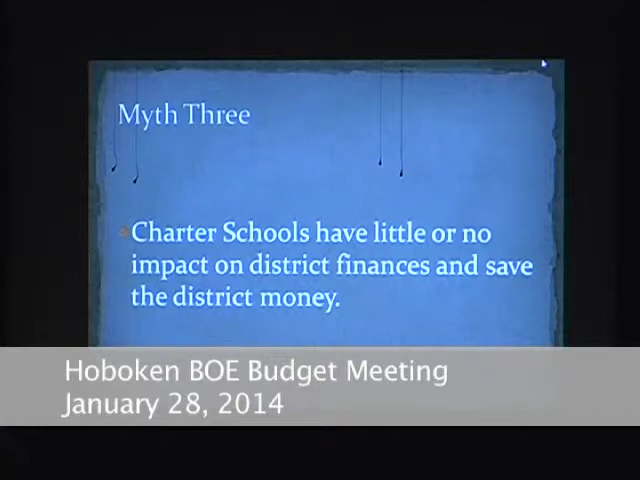 Myth Three
Charter Schools have little or no
impact on district finances and save
the district money.
Hoboken BOE Budget Meeting
January 28, 2014